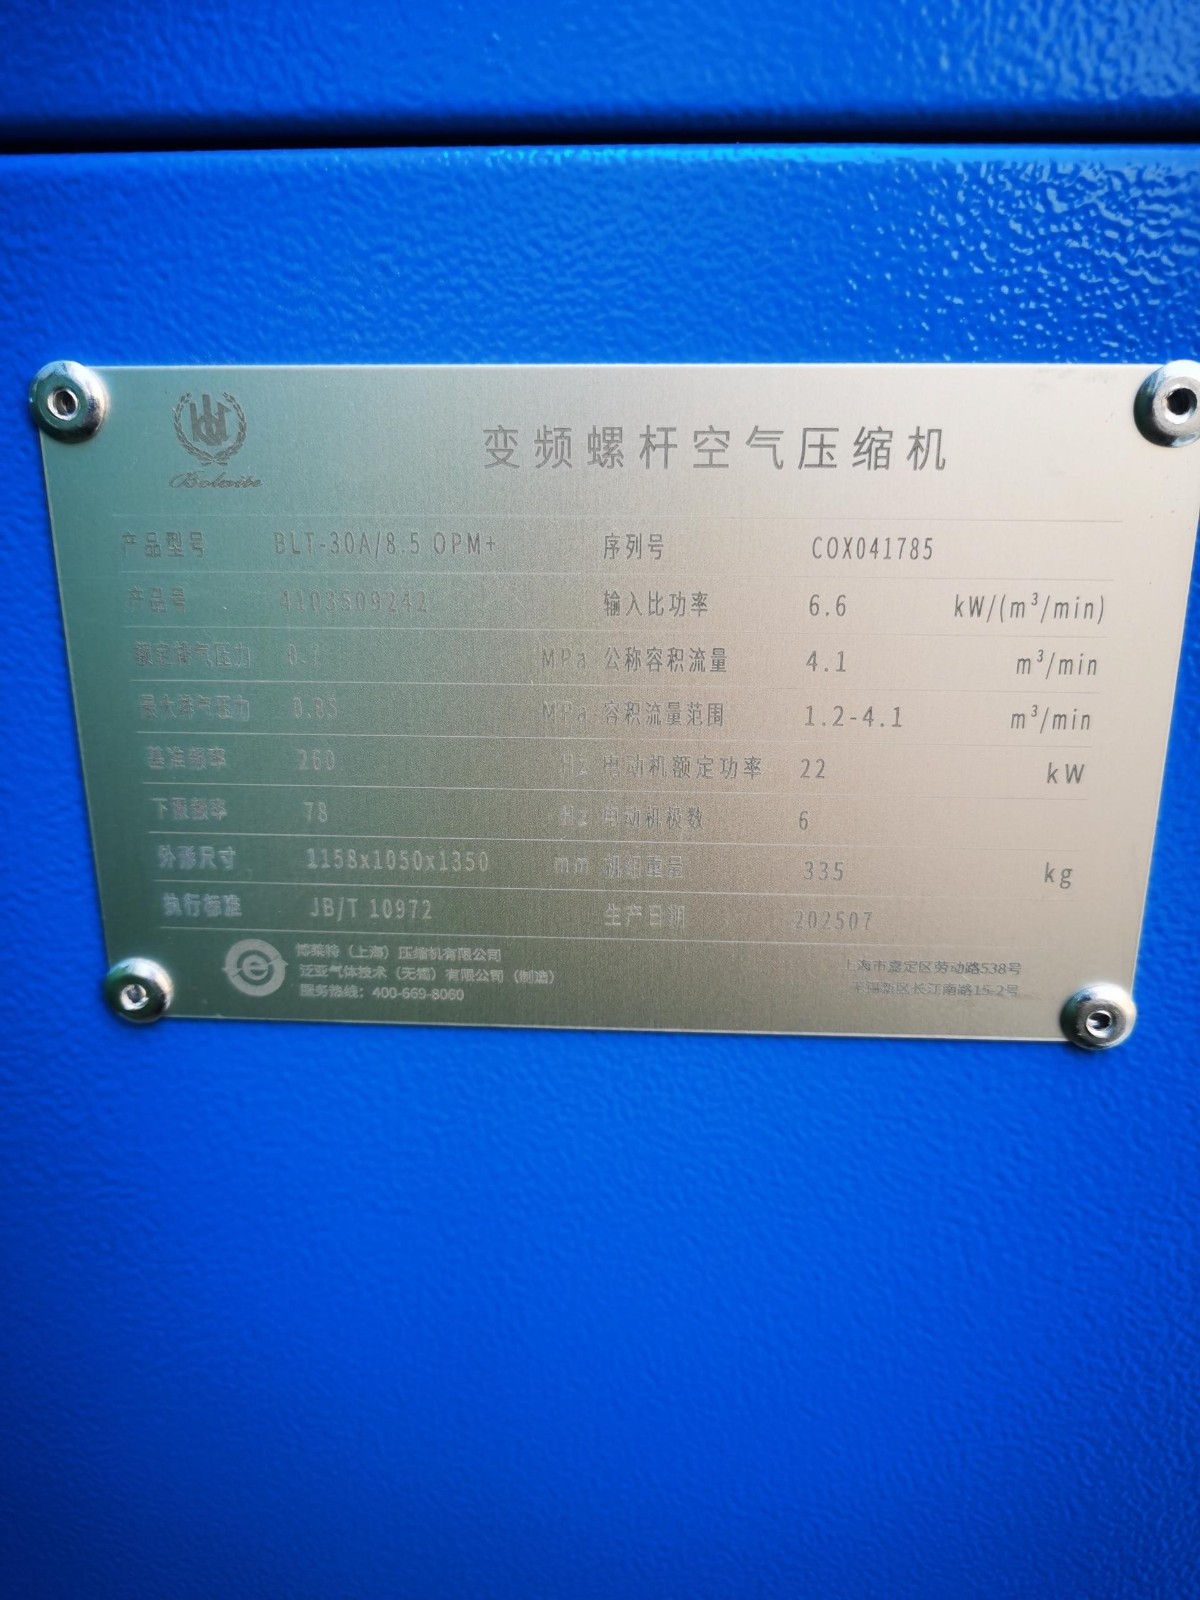 Bolaite
变频螺杆空气压缩机
产品型号 BLT-30A/8.5 OPM+ 序列号 COX041785
产品号 4103509242 输入比功率 6.6 kW/(m³/min)
额定排气压力 0.7 MPa 公称容积流量 4.1 m³/min
最大排气压力 0.85 MPa 容积流量范围 1.2-4.1 m³/min
基准频率 260 Hz 电动机额定功率 22 kW
下限频率 78 Hz 电动机极数 6
外形尺寸 1158x1050x1350 mm 机组重量 335 kg
执行标准 JB/T 10972 生产日期 202507
博莱特（上海）压缩机有限公司 上海市嘉定区劳动路538号
泛亚气体技术（无锡）有限公司（制造） 无锡新区长江南路15-2号
服务热线：400-669-8060